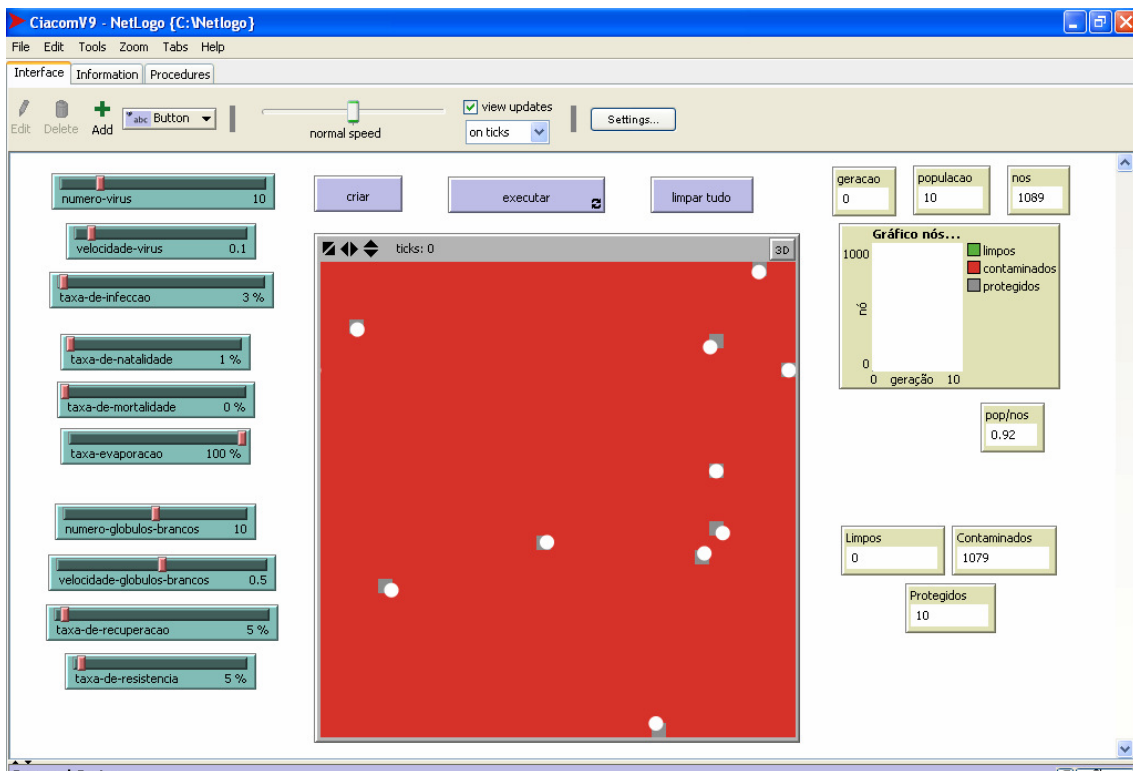 CiacomV9 - NetLogo {C:\Netlogo}
File Edit Tools Zoom Tabs Help
Interface Information Procedures
Edit Delete Add abc Button normal speed view updates on ticks Settings...
numero-virus 10
velocidade-virus 0.1
taxa-de-infeccao 3 %
taxa-de-natalidade 1 %
taxa-de-mortalidade 0 %
taxa-evaporacao 100 %
numero-globulos-brancos 10
velocidade-globulos-brancos 0.5
taxa-de-recuperacao 5 %
taxa-de-resistencia 5 %
criar executar limpar tudo
ticks: 0 3D
geracao
0
populacao
10
nos
1089
Gráfico nós...
1000
nó
0
0 geração 10
limpos
contaminados
protegidos
pop/nos
0.92
Limpos
0
Contaminados
1079
Protegidos
10